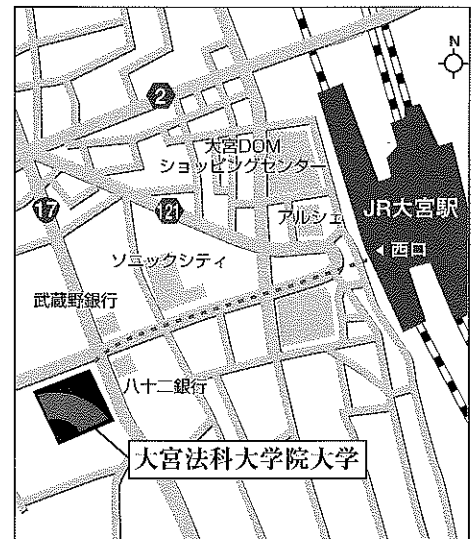 N
2
大宮DOM
ショッピングセンター
17
121
アルシェ
JR大宮駅
西口
ソニックシティ
武蔵野銀行
八十二銀行
大宮法科大学院大学